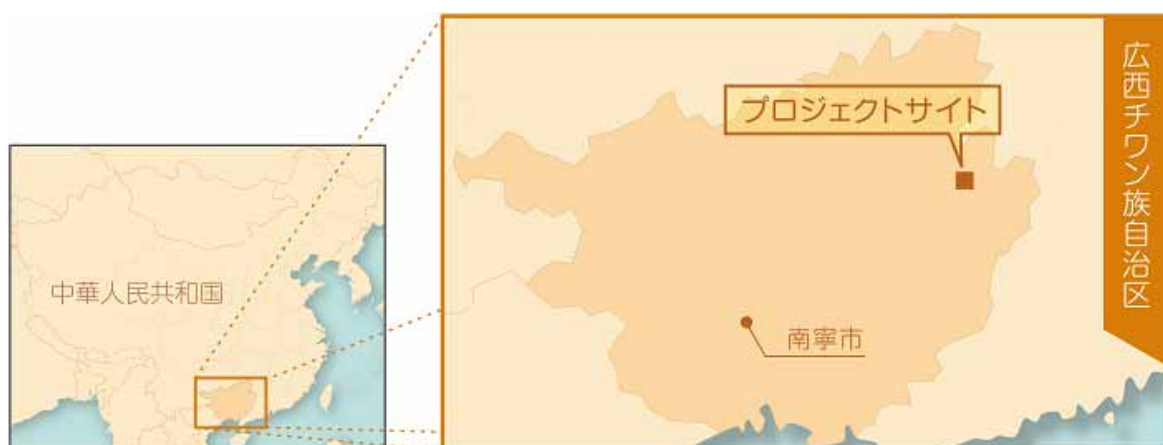 中華人民共和国
プロジェクトサイト
南寧市
広西チワン族自治区